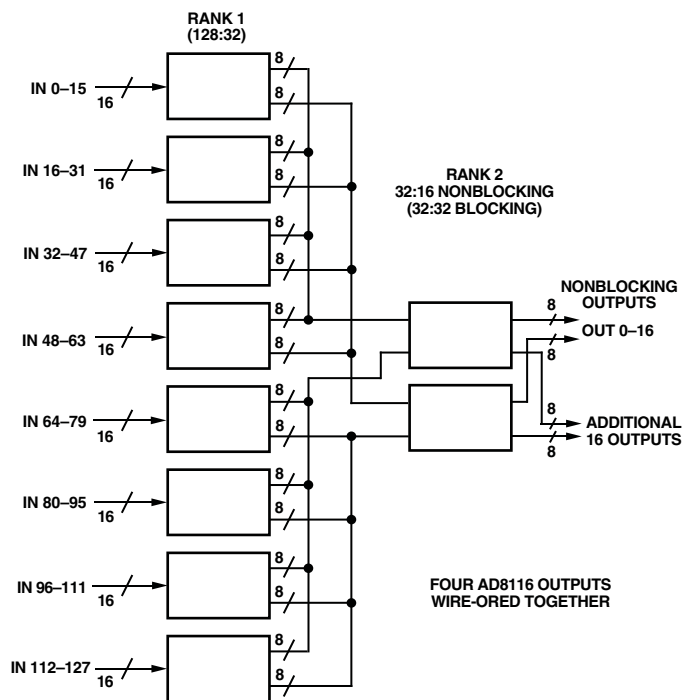 RANK 1
(128:32)
IN 0–15
16
8
8
IN 16–31
16
8
8
RANK 2
32:16 NONBLOCKING
(32:32 BLOCKING)
IN 32–47
16
8
8
NONBLOCKING
OUTPUTS
8
OUT 0–16
8
IN 48–63
16
8
8
IN 64–79
16
8
8
8
ADDITIONAL
16 OUTPUTS
8
IN 80–95
16
8
8
IN 96–111
16
8
8
FOUR AD8116 OUTPUTS
WIRE-ORED TOGETHER
IN 112–127
16
8
8